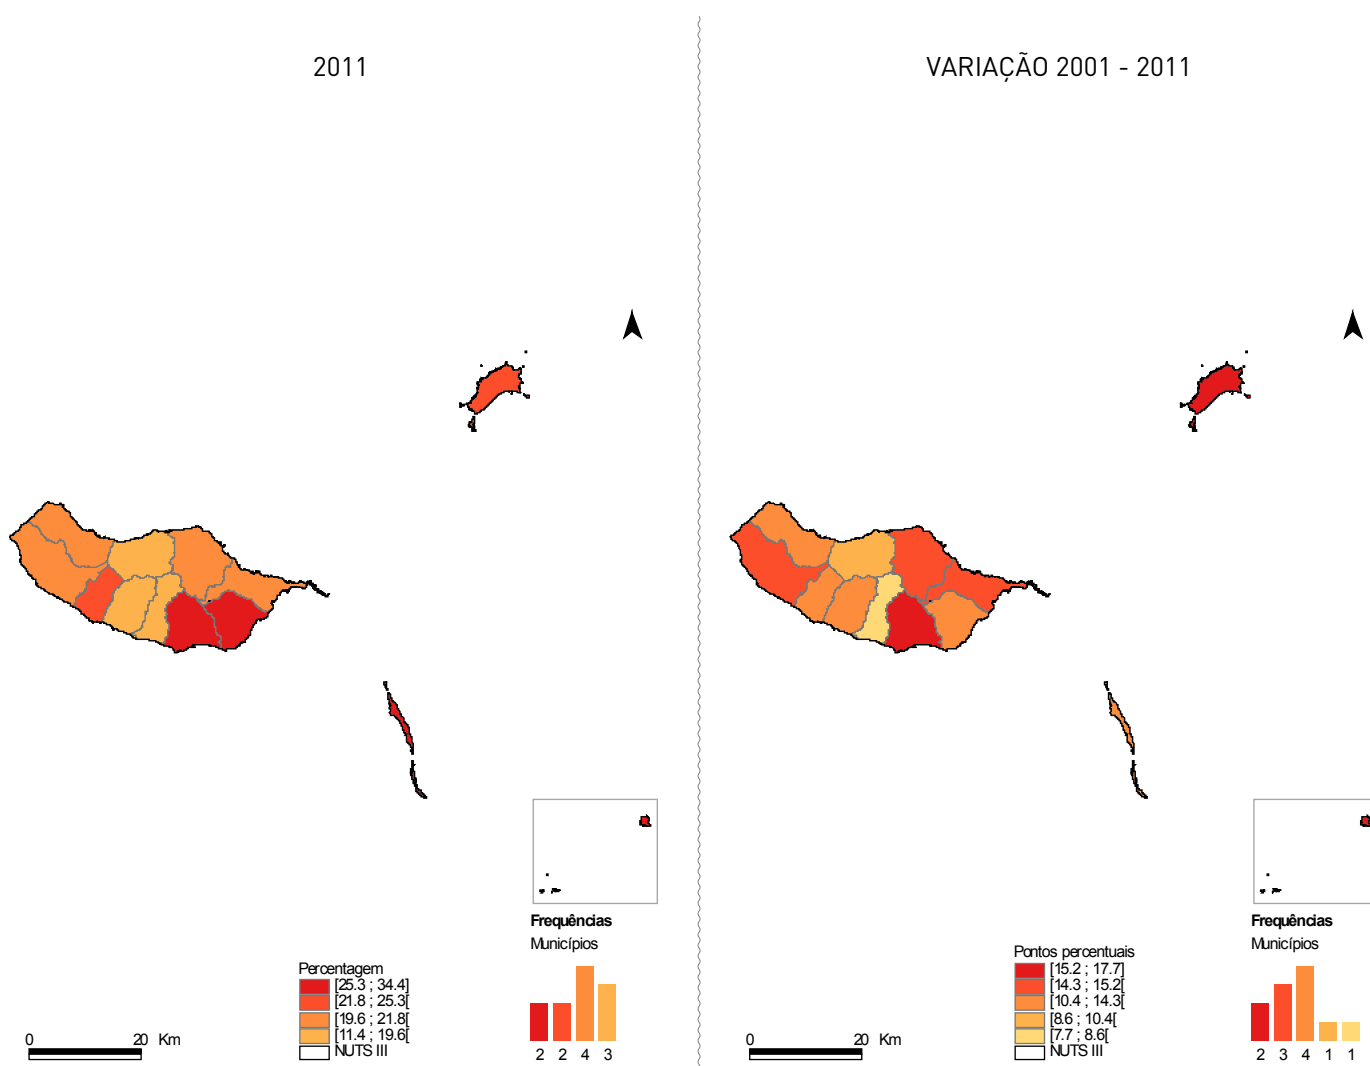 2011
Frequências
Municípios
Percentagem
[25.3 ; 34.4]
[21.8 ; 25.3[
[19.6 ; 21.8[
[11.4 ; 19.6[
NUTS III
0 20 Km
2 2 4 3
VARIAÇÃO 2001 - 2011
Frequências
Municípios
Pontos percentuais
[15.2 ; 17.7]
[14.3 ; 15.2[
[10.4 ; 14.3[
[8.6 ; 10.4[
[7.7 ; 8.6[
NUTS III
0 20 Km
2 3 4 1 1